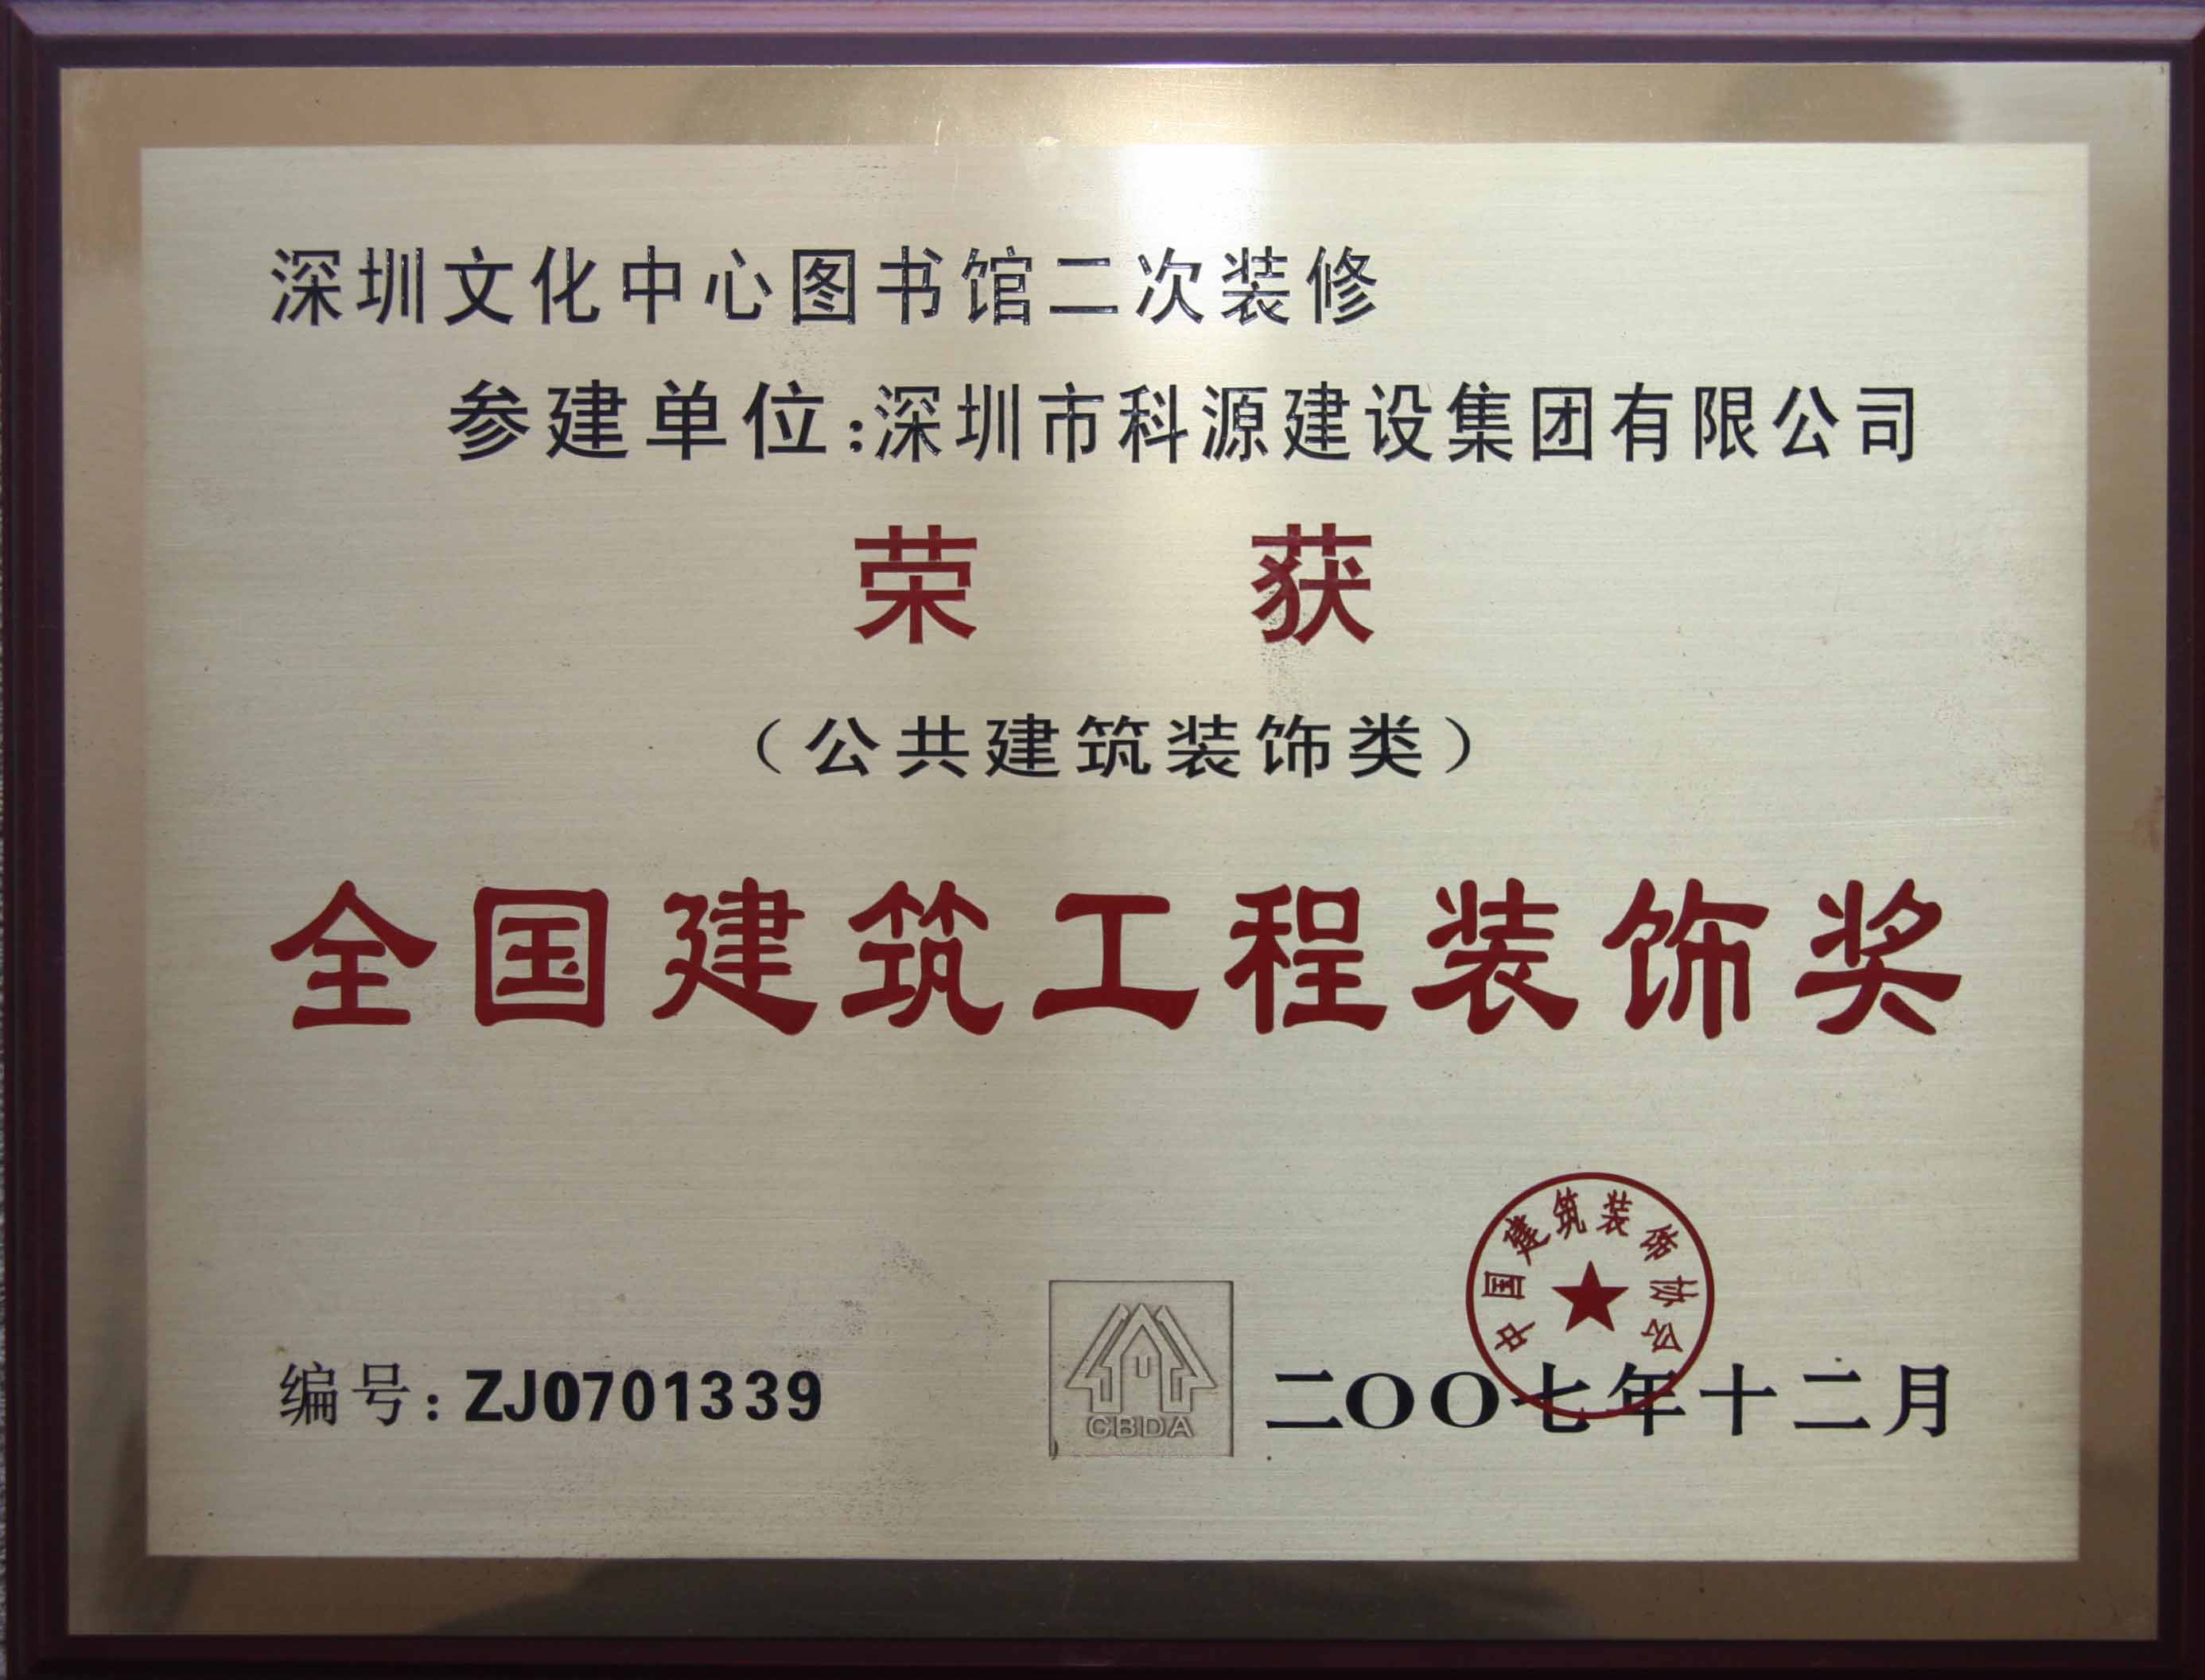 深圳文化中心图书馆二次装修
参建单位:深圳市科源建设集团有限公司
荣 获
（公共建筑装饰类）
全国建筑工程装饰奖
中国建筑装饰协会
编号: ZJ0701339
CBDA
二〇〇七年十二月